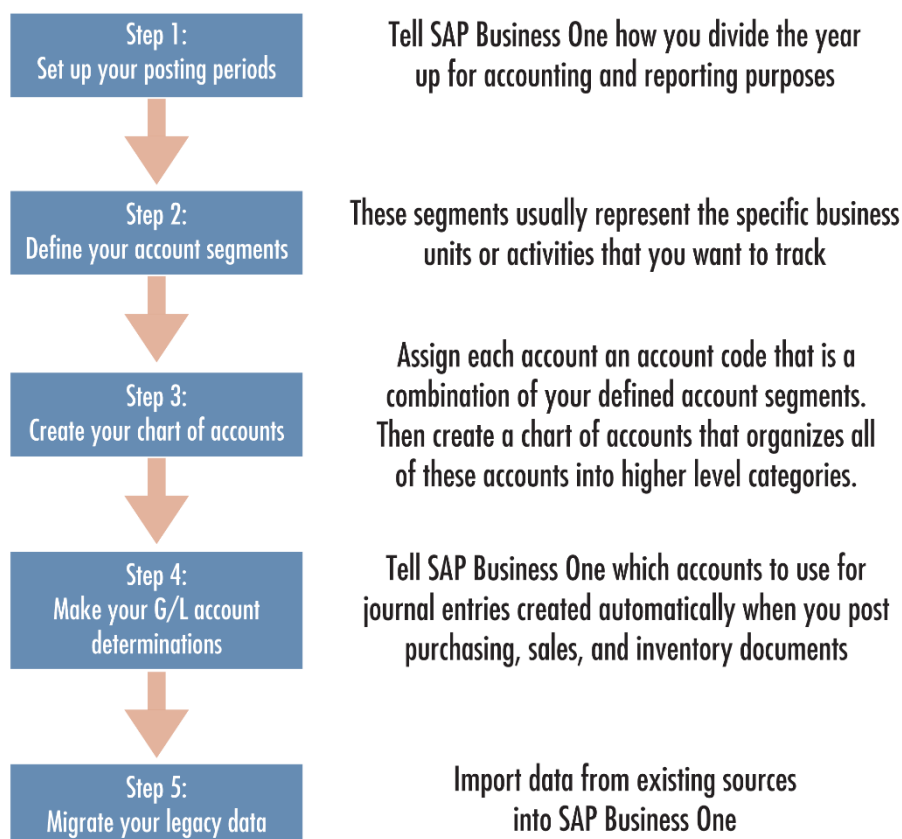 Step 1:
Set up your posting periods
Tell SAP Business One how you divide the year
up for accounting and reporting purposes
Step 2:
Define your account segments
These segments usually represent the specific business
units or activities that you want to track
Step 3:
Create your chart of accounts
Assign each account an account code that is a
combination of your defined account segments.
Then create a chart of accounts that organizes all
of these accounts into higher level categories.
Step 4:
Make your G/L account
determinations
Tell SAP Business One which accounts to use for
journal entries created automatically when you post
purchasing, sales, and inventory documents
Step 5:
Migrate your legacy data
Import data from existing sources
into SAP Business One